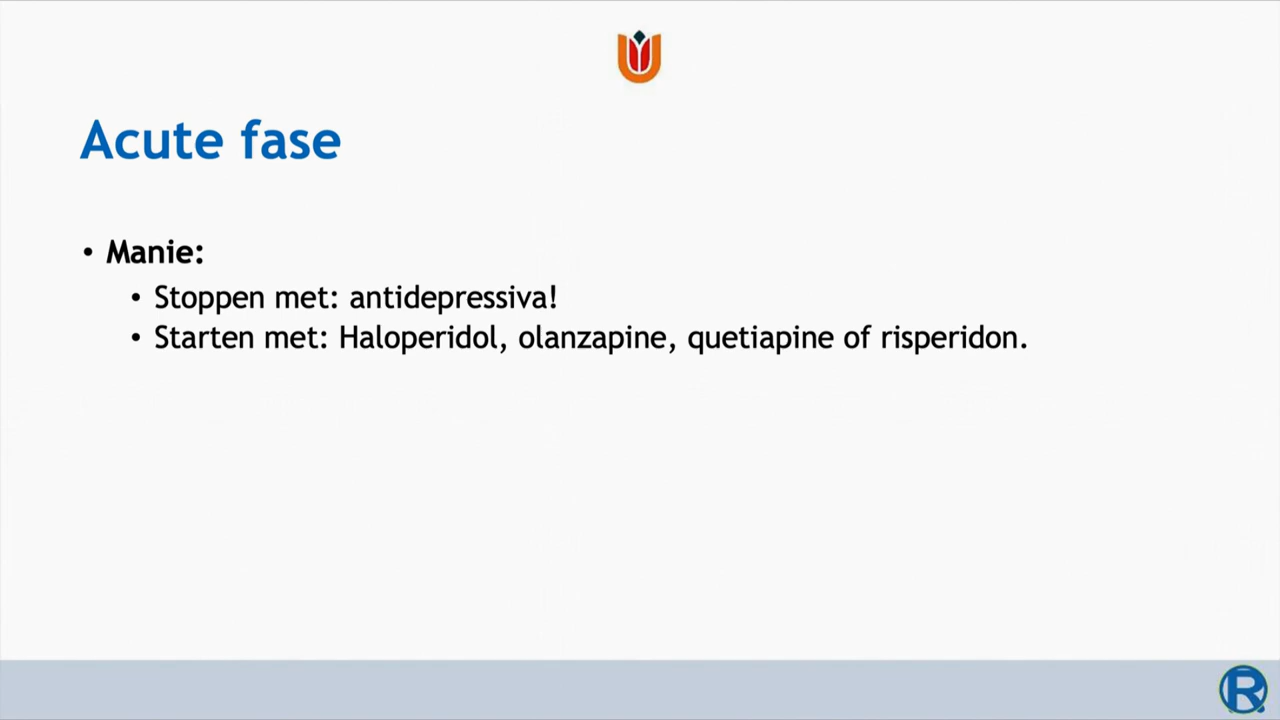 Acute fase
• Manie:
• Stoppen met: antidepressiva!
• Starten met: Haloperidol, olanzapine, quetiapine of risperidon.
R